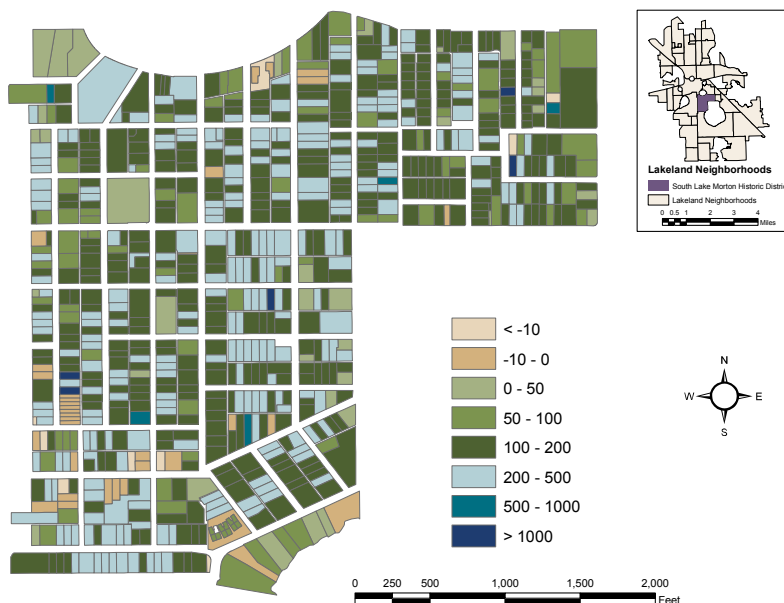 Lakeland Neighborhoods
South Lake Morton Historic District
Lakeland Neighborhoods
0 0.5 1 2 3 4
Miles
< -10
-10 - 0
0 - 50
50 - 100
100 - 200
200 - 500
500 - 1000
> 1000
N
W E
S
0 250 500 1,000 1,500 2,000
Feet